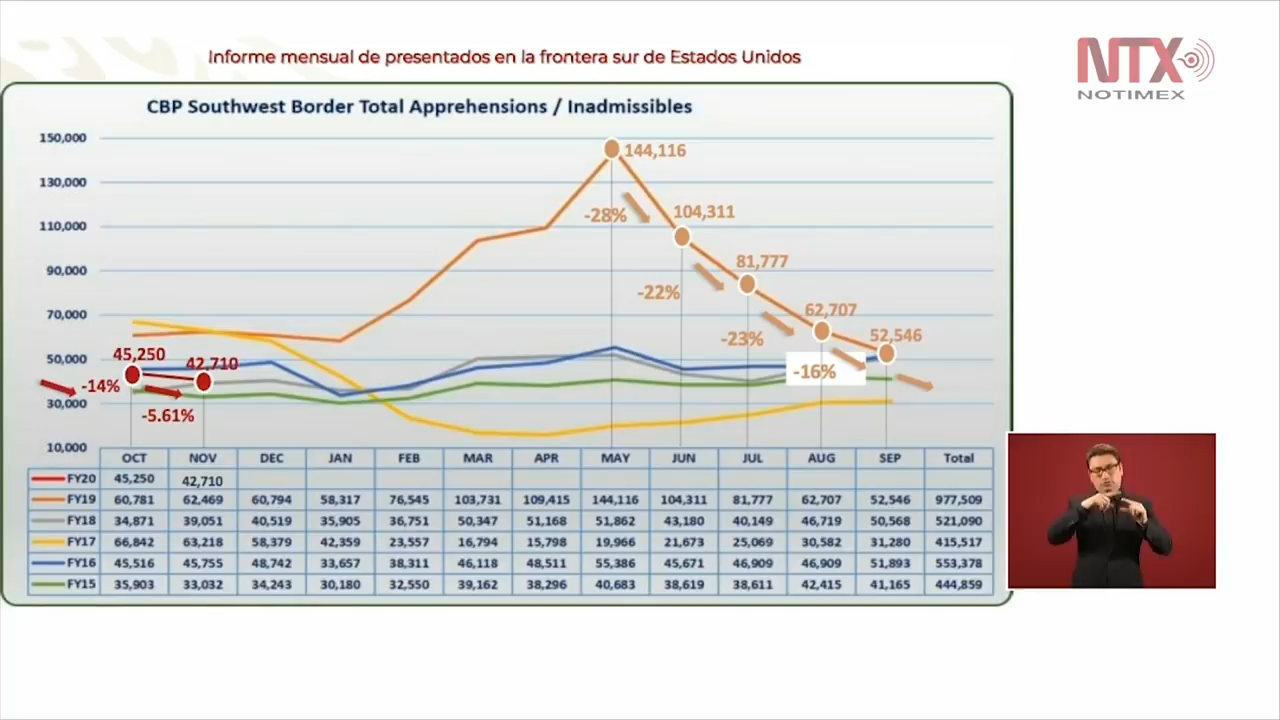 Informe mensual de presentados en la frontera sur de Estados Unidos
NTX
NOTIMEX
CBP Southwest Border Total Apprehensions / Inadmissibles
150,000
130,000
110,000
90,000
70,000
50,000
30,000
10,000
144,116
-28%
104,311
-22%
81,777
-23%
62,707
-16%
52,546
45,250
42,710
-14%
-5.61%
OCT NOV DEC JAN FEB MAR APR MAY JUN JUL AUG SEP Total
FY20 45,250 42,710
FY19 60,781 62,469 60,794 58,317 76,545 103,731 109,415 144,116 104,311 81,777 62,707 52,546 977,509
FY18 34,871 39,051 40,519 35,905 36,751 50,347 51,168 51,862 43,180 40,149 46,719 50,568 521,090
FY17 66,842 63,218 58,379 42,359 23,557 16,794 15,798 19,966 21,673 25,069 30,582 31,280 415,517
FY16 45,516 45,755 48,742 33,657 38,311 46,118 48,511 55,386 45,671 46,909 46,909 51,893 553,378
FY15 35,903 33,032 34,243 30,180 32,550 39,162 38,296 40,683 38,619 38,611 42,415 41,165 444,859